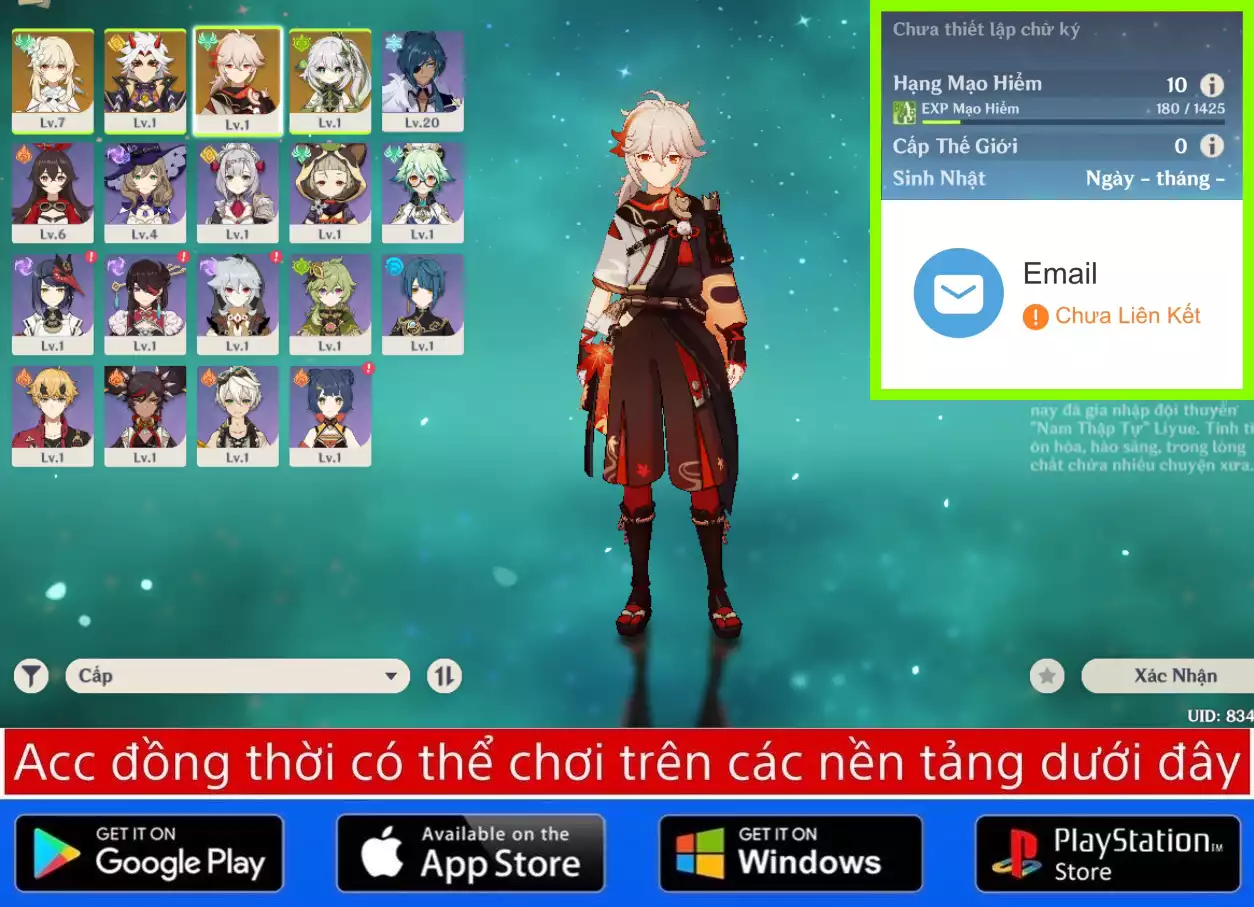 Lv.7
Lv.1
Lv.1
Lv.1
Lv.20
Lv.6
Lv.4
Lv.1
Lv.1
Lv.1
Lv.1
Lv.1
Lv.1
Lv.1
Lv.1
Lv.1
Lv.1
Lv.1
Lv.1
Chưa thiết lập chữ ký
Hạng Mạo Hiểm 10
EXP Mạo Hiểm 180 / 1425
Cấp Thế Giới 0
Sinh Nhật Ngày - tháng -
Email
! Chưa Liên Kết
nay đã gia nhập đội thuyền
"Nam Thập Tự" Liyue. Tính tì
ôn hòa, hào sảng, trong lòng
chất chứa nhiều chuyện xưa.
Cấp
Xác Nhận
UID: 834
Acc đồng thời có thể chơi trên các nền tảng dưới đây
GET IT ON
Google Play
Available on the
App Store
GET IT ON
Windows
PlayStation™
Store